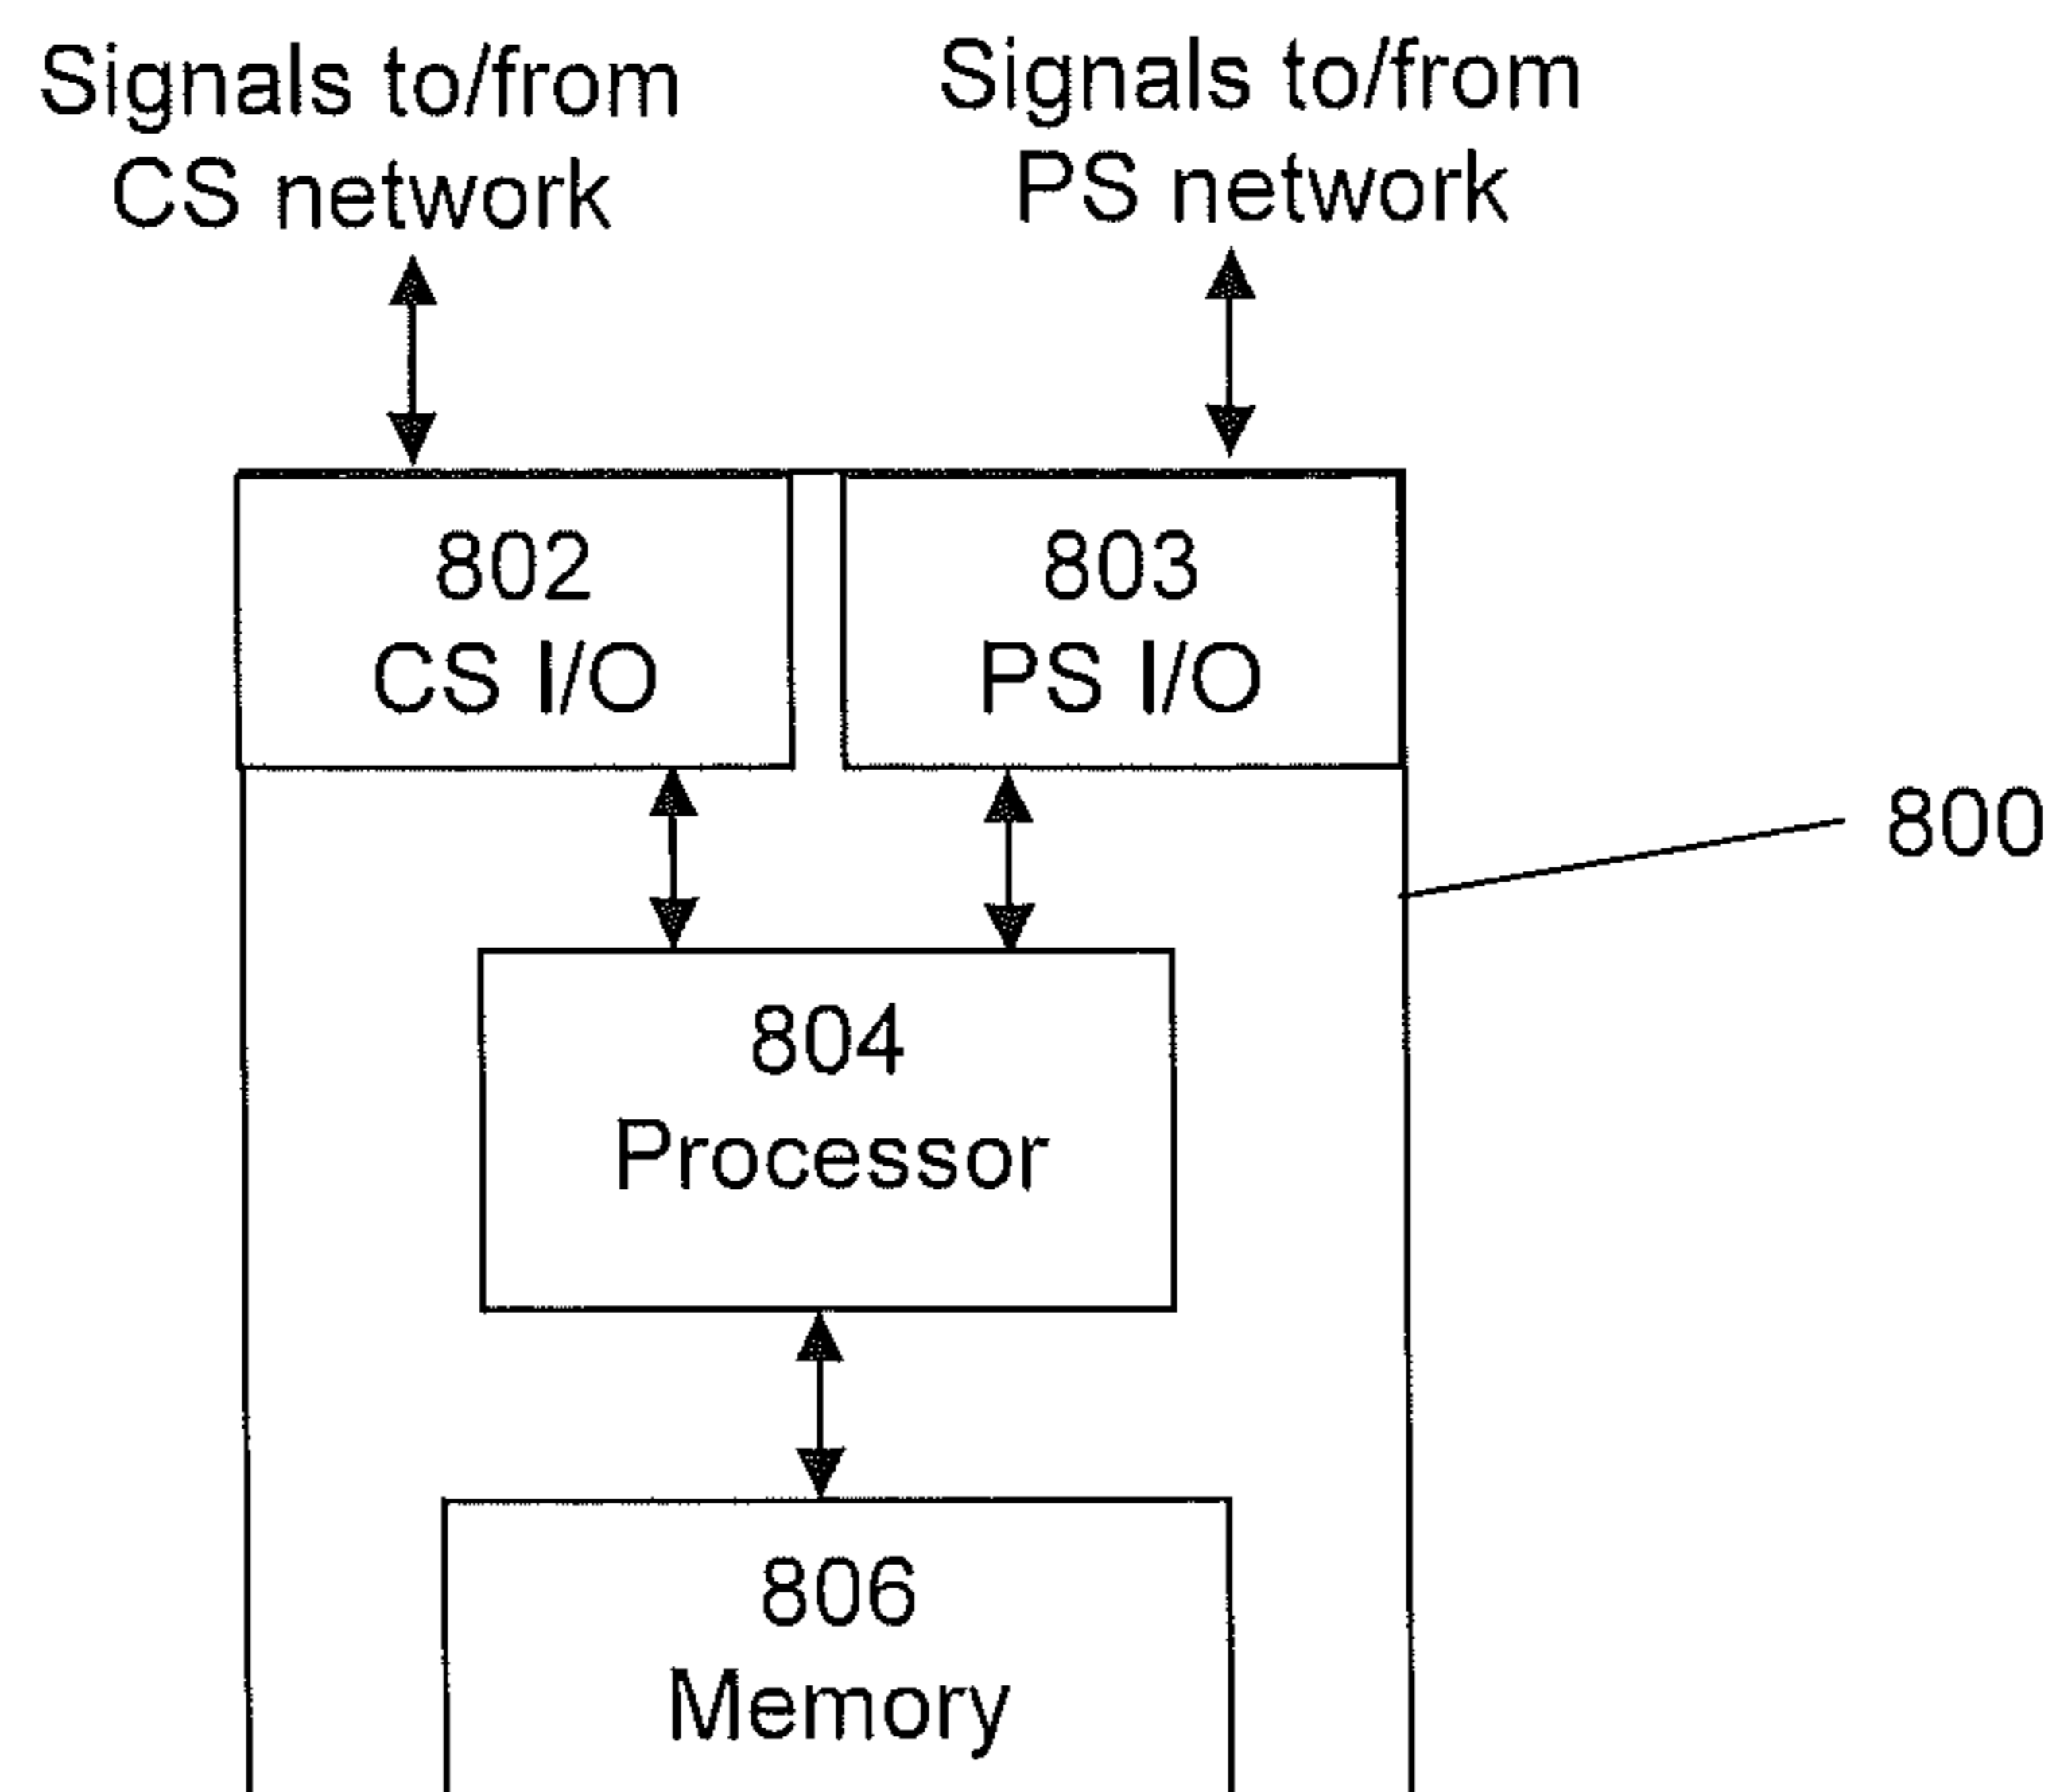 Signals to/from
CS network
Signals to/from
PS network
802
CS I/O
803
PS I/O
800
804
Processor
806
Memory